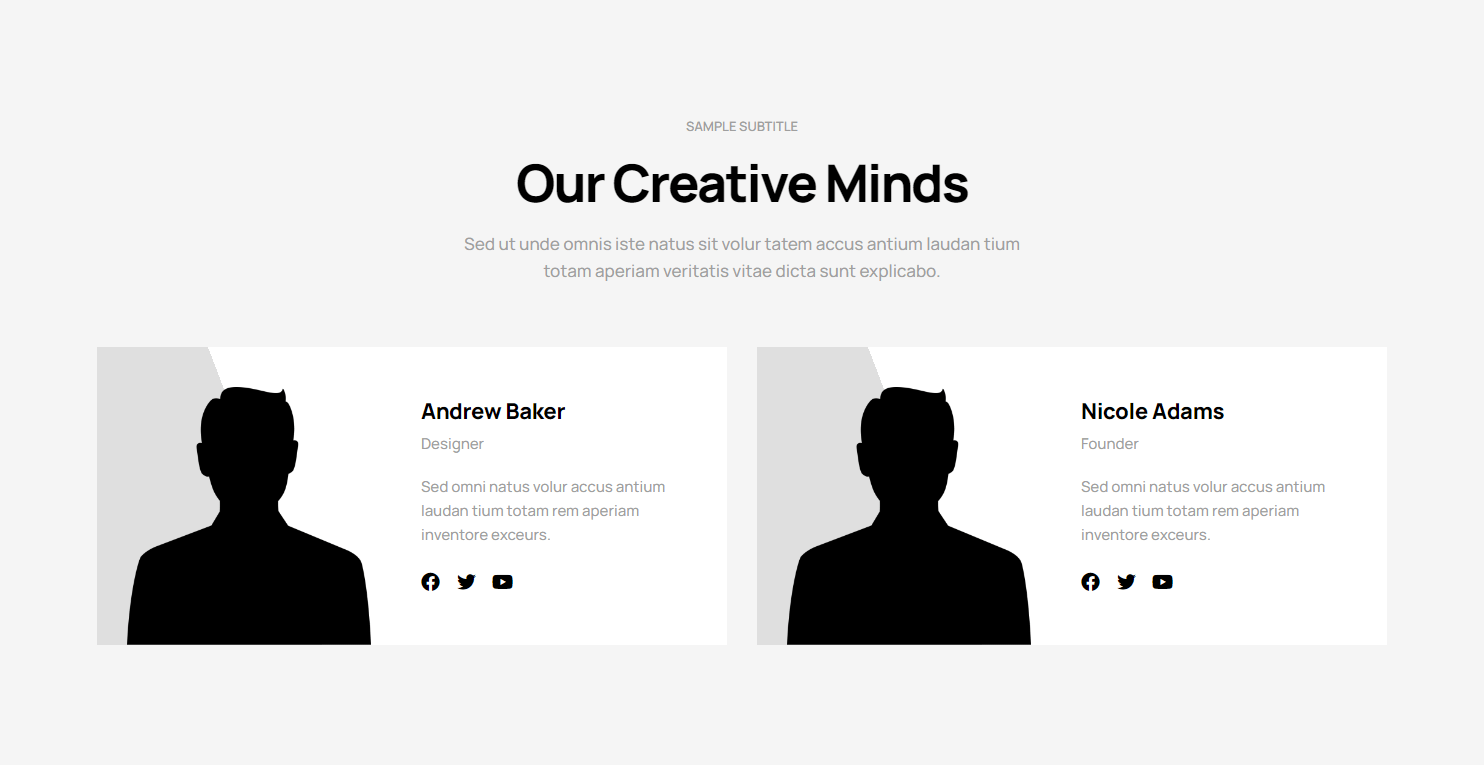 SAMPLE SUBTITLE
Our Creative Minds
Sed ut unde omnis iste natus sit volur tatem accus antium laudan tium
totam aperiam veritatis vitae dicta sunt explicabo.
Andrew Baker
Designer
Sed omni natus volur accus antium
laudan tium totam rem aperiam
inventore exceurs.
Nicole Adams
Founder
Sed omni natus volur accus antium
laudan tium totam rem aperiam
inventore exceurs.